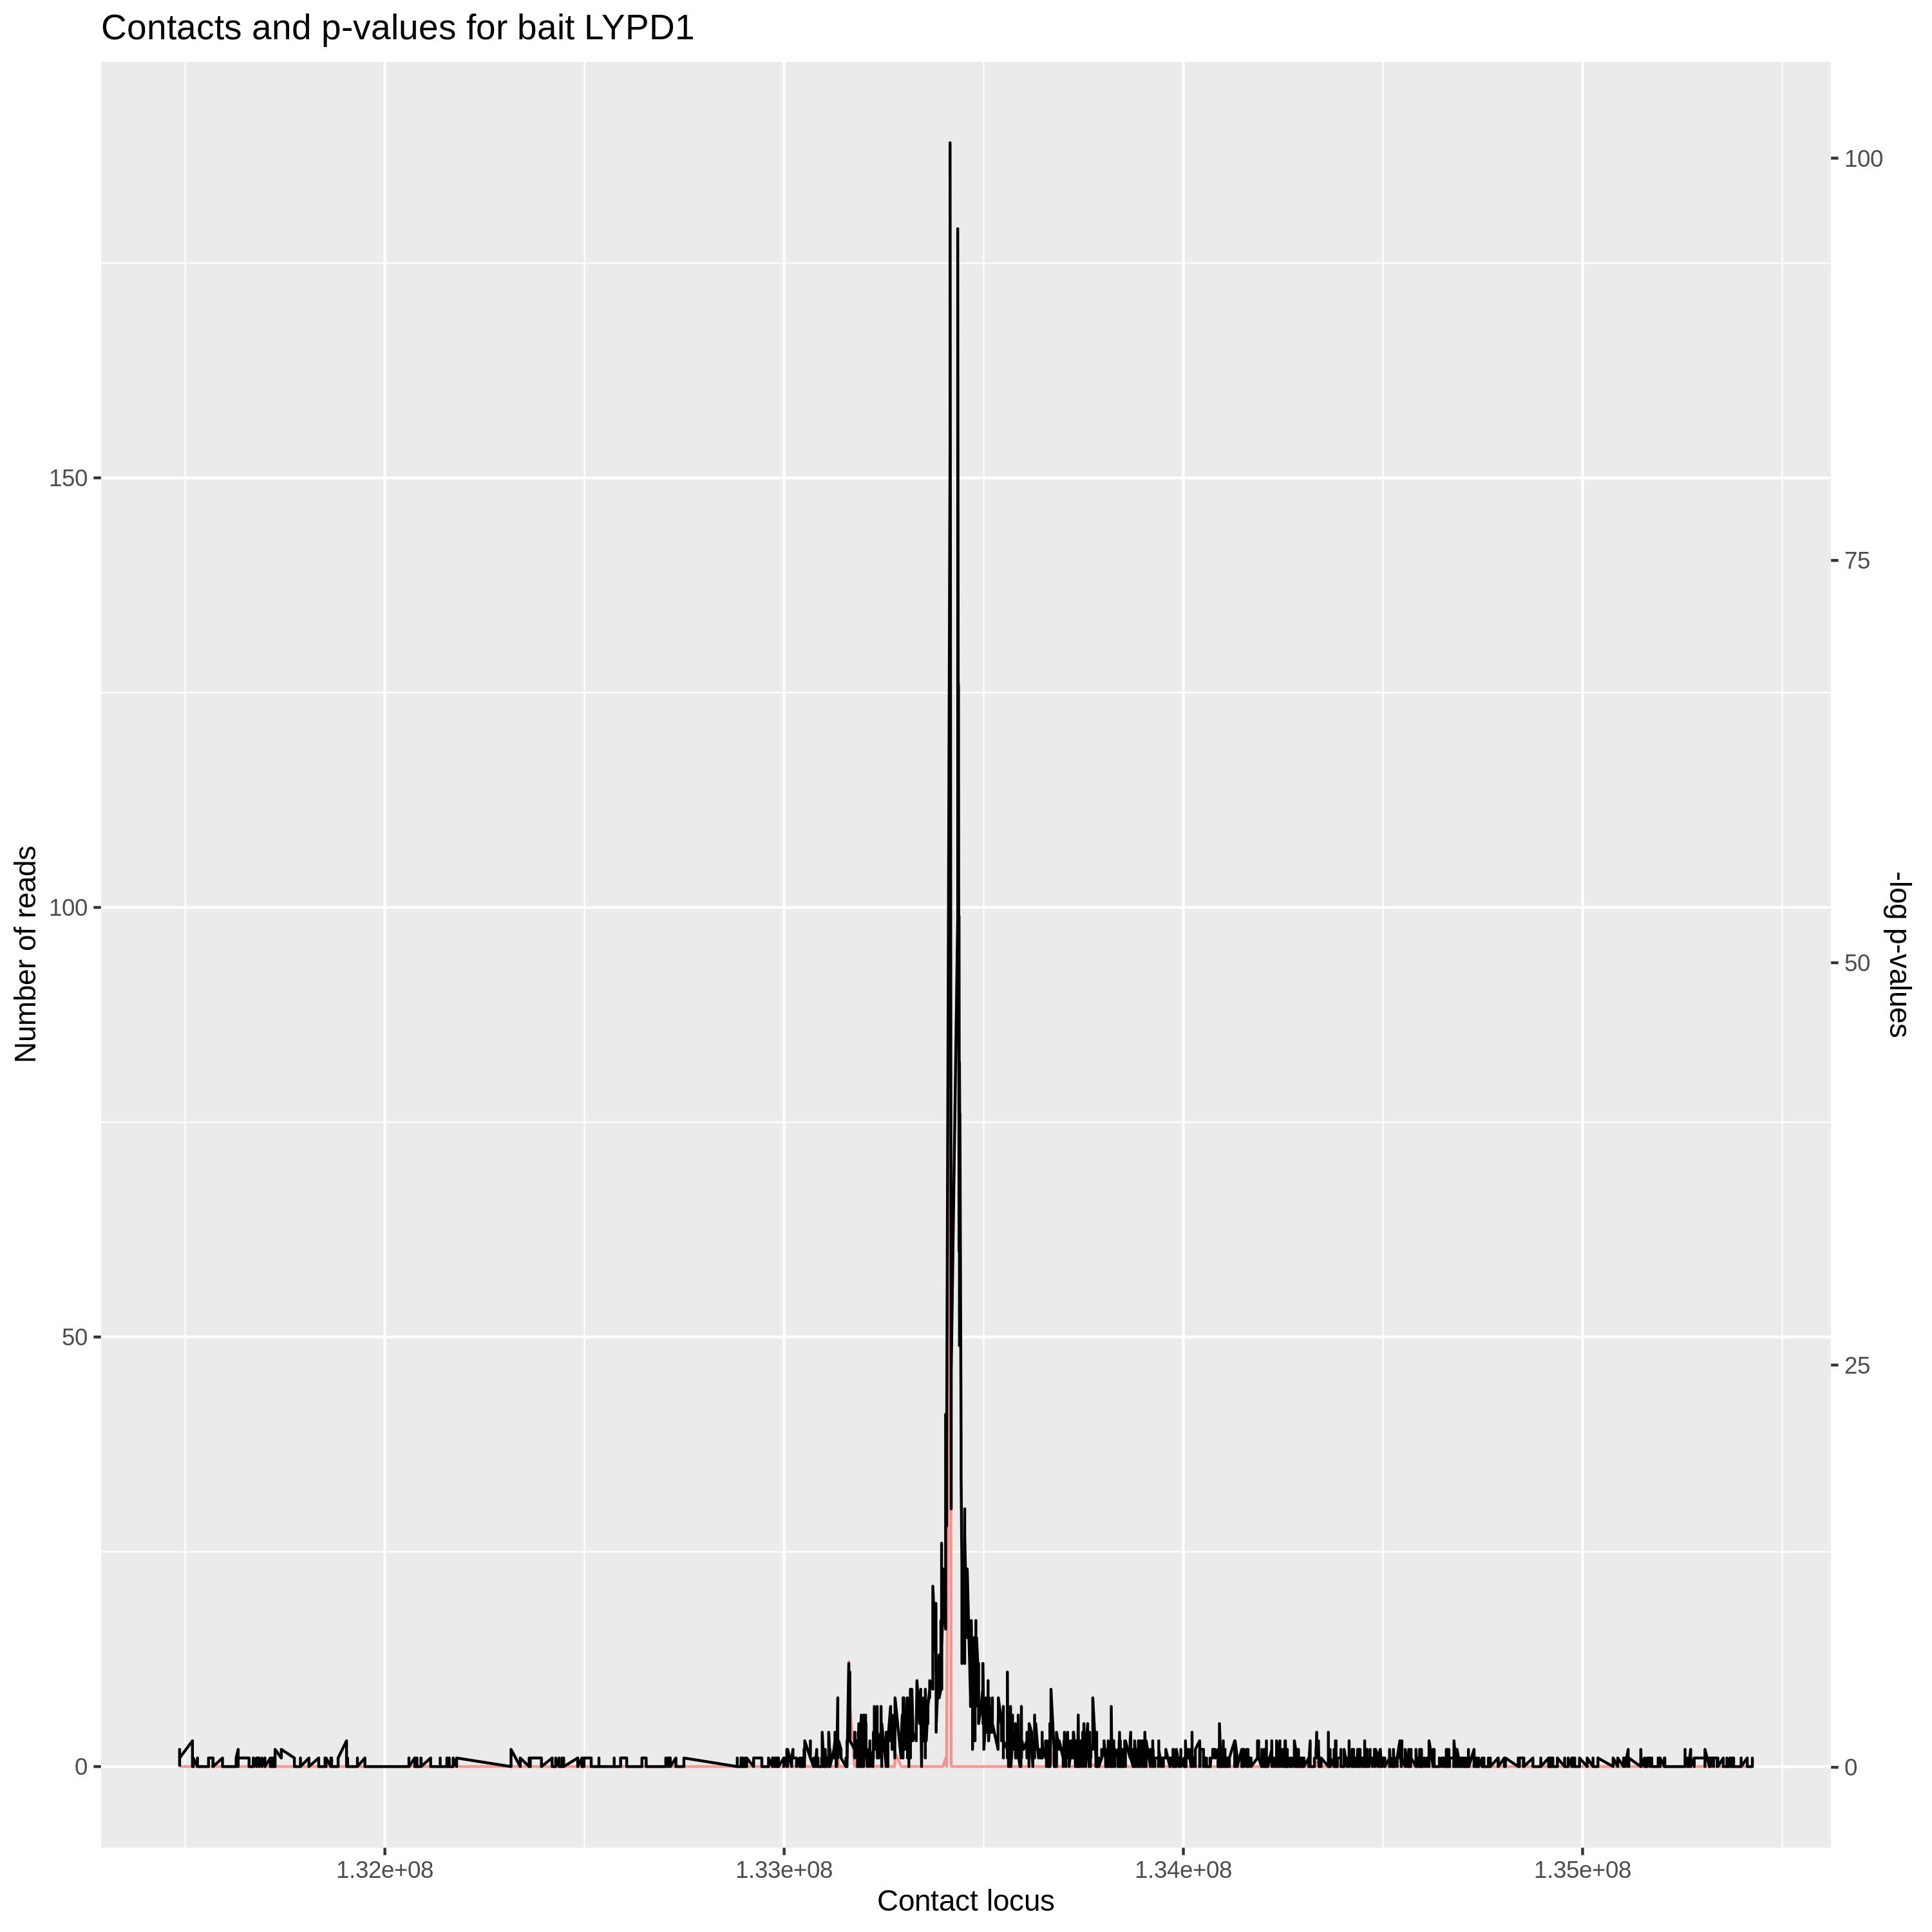 Contacts and p-values for bait LYPD1
Number of reads
150
100
50
0
100
75
50
25
0
-log p-values
1.32e+08
1.33e+08
1.34e+08
1.35e+08
Contact locus